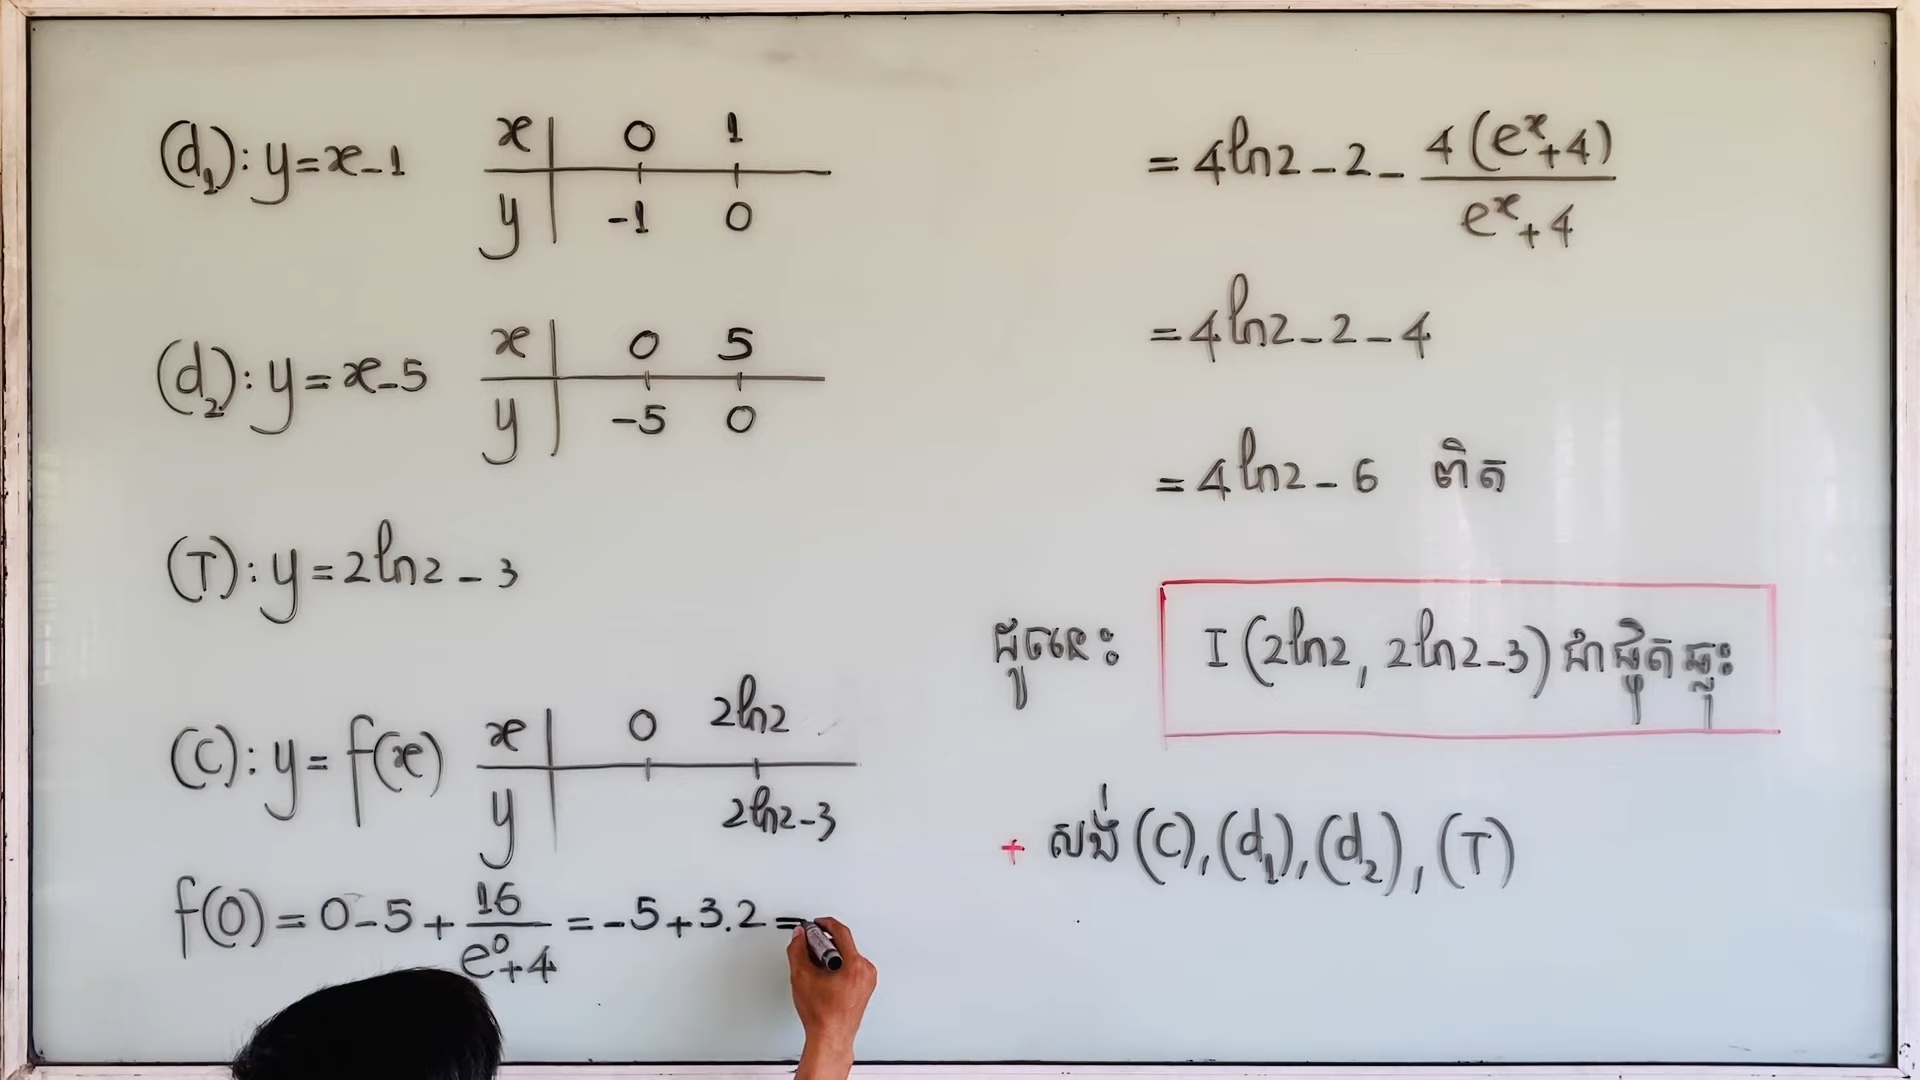 (d₁): y = x - 1
x | 0 1
y | -1 0
(d₂): y = x - 5
x | 0 5
y | -5 0
(T): y = 2ln2 - 3
(C): y = f(x)
x | 0 2ln2
y | 2ln2-3
f(0) = 0 - 5 + 16/(e⁰+4) = -5 + 3.2 =
= 4ln2 - 2 - 4(eˣ+4)/(eˣ+4)
= 4ln2 - 2 - 4
= 4ln2 - 6 ពិត
ដូចនេះ: I (2ln2, 2ln2-3) ជាផ្ចិតឆ្លុះ
+ សង់ (C), (d₁), (d₂), (T)